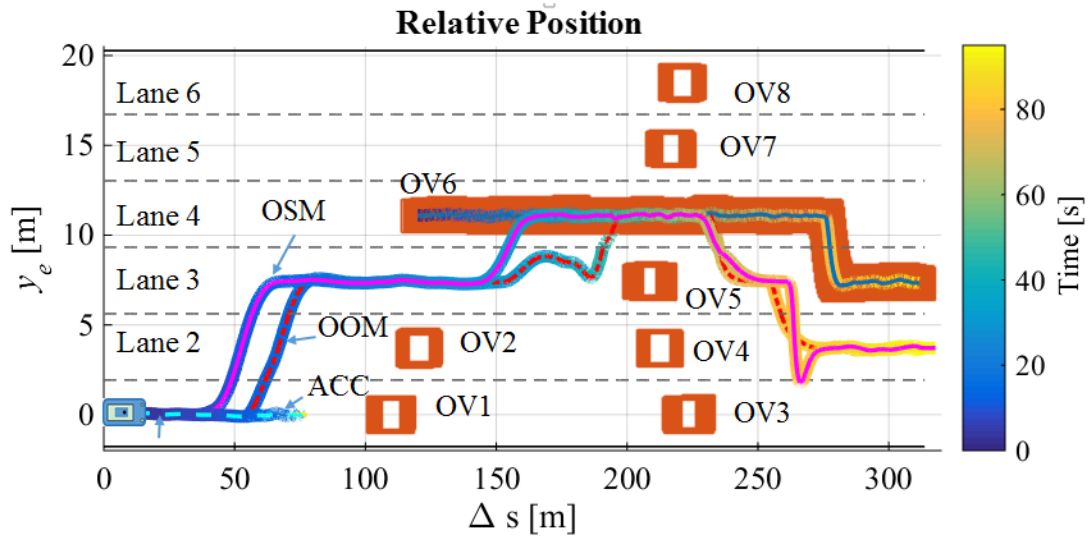 Relative Position
20
Lane 6
OV8
80
15
Lane 5
OV7
OV6
60
OSM
Lane 4
10
y_e [m]
Time [s]
Lane 3
OV5
40
5
OOM
Lane 2
OV2
OV4
20
ACC
0
OV1
OV3
0
0
50
100
150
200
250
300
Δ s [m]